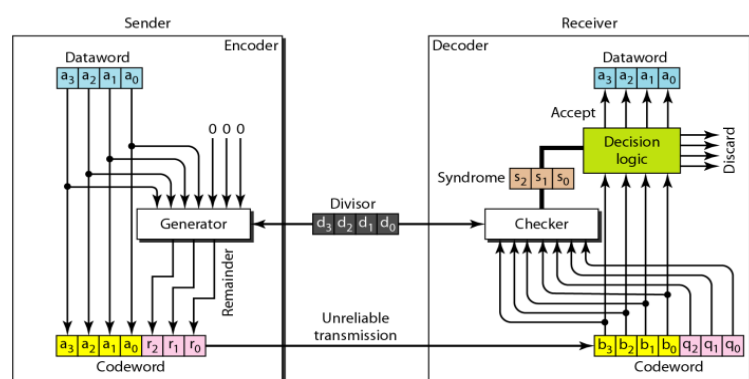 Sender
Receiver
Encoder
Decoder
Dataword
a3 a2 a1 a0
0 0 0
Generator
Remainder
a3 a2 a1 a0 r2 r1 r0
Codeword
Divisor
d3 d2 d1 d0
Unreliable
transmission
Dataword
a3 a2 a1 a0
Accept
Decision
logic
Discard
Syndrome
s2 s1 s0
Checker
b3 b2 b1 b0 q2 q1 q0
Codeword